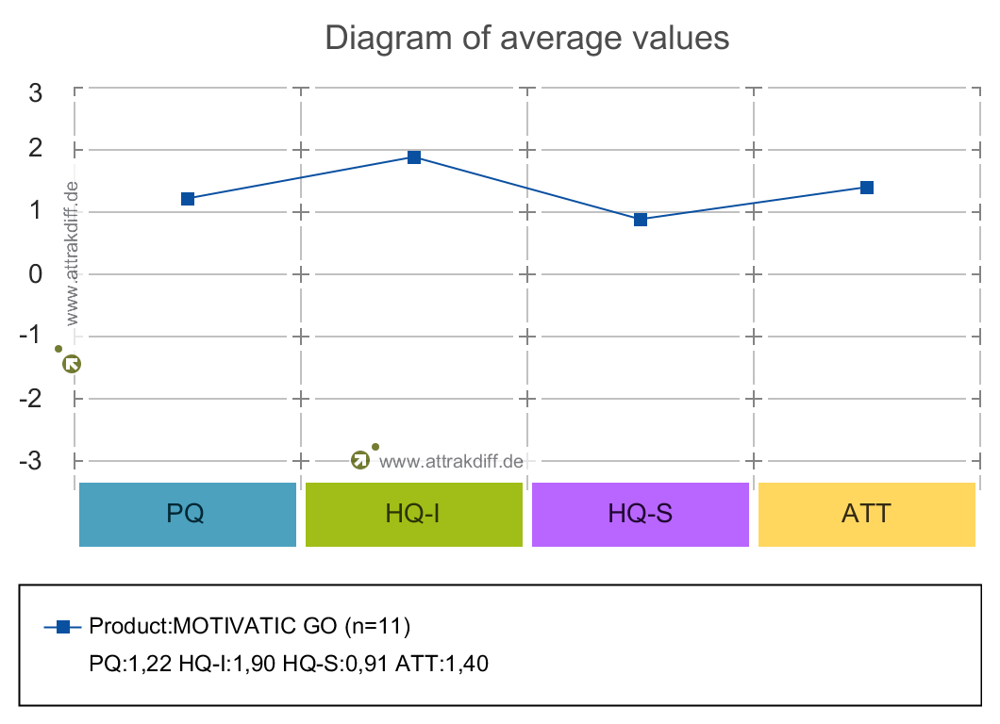 Diagram of average values
3
2
1
0
-1
-2
-3
www.attrakdiff.de
www.attrakdiff.de
PQ HQ-I HQ-S ATT
Product:MOTIVATIC GO (n=11)
PQ:1,22 HQ-I:1,90 HQ-S:0,91 ATT:1,40